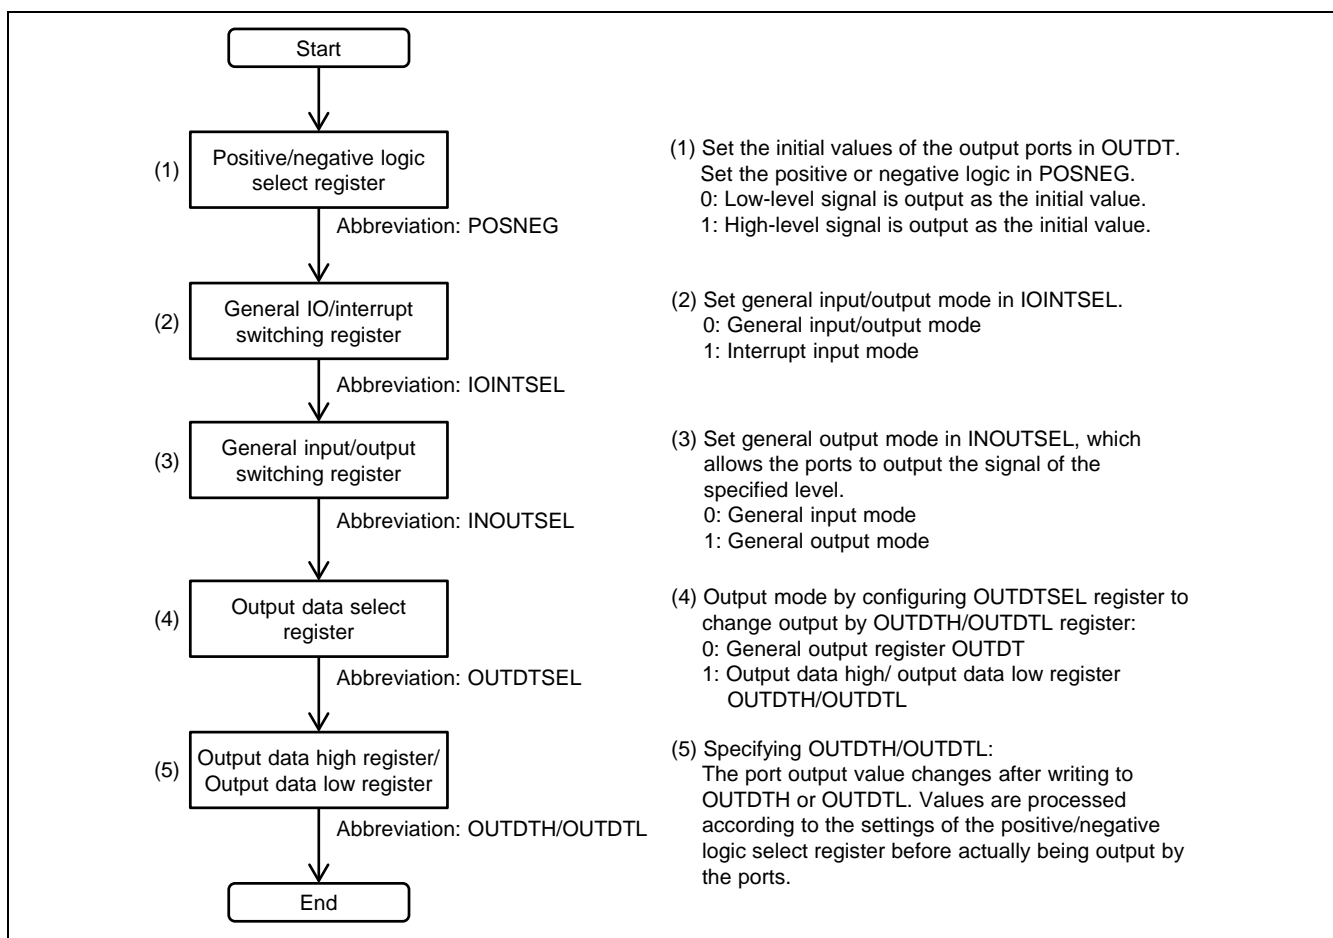 Start
(1)
Positive/negative logic
select register
Abbreviation: POSNEG
(1) Set the initial values of the output ports in OUTDT.
Set the positive or negative logic in POSNEG.
0: Low-level signal is output as the initial value.
1: High-level signal is output as the initial value.
(2)
General IO/interrupt
switching register
Abbreviation: IOINTSEL
(2) Set general input/output mode in IOINTSEL.
0: General input/output mode
1: Interrupt input mode
(3)
General input/output
switching register
Abbreviation: INOUTSEL
(3) Set general output mode in INOUTSEL, which
allows the ports to output the signal of the
specified level.
0: General input mode
1: General output mode
(4)
Output data select
register
Abbreviation: OUTDTSEL
(4) Output mode by configuring OUTDTSEL register to
change output by OUTDTH/OUTDTL register:
0: General output register OUTDT
1: Output data high/ output data low register
OUTDTH/OUTDTL
(5)
Output data high register/
Output data low register
Abbreviation: OUTDTH/OUTDTL
(5) Specifying OUTDTH/OUTDTL:
The port output value changes after writing to
OUTDTH or OUTDTL. Values are processed
according to the settings of the positive/negative
logic select register before actually being output by
the ports.
End